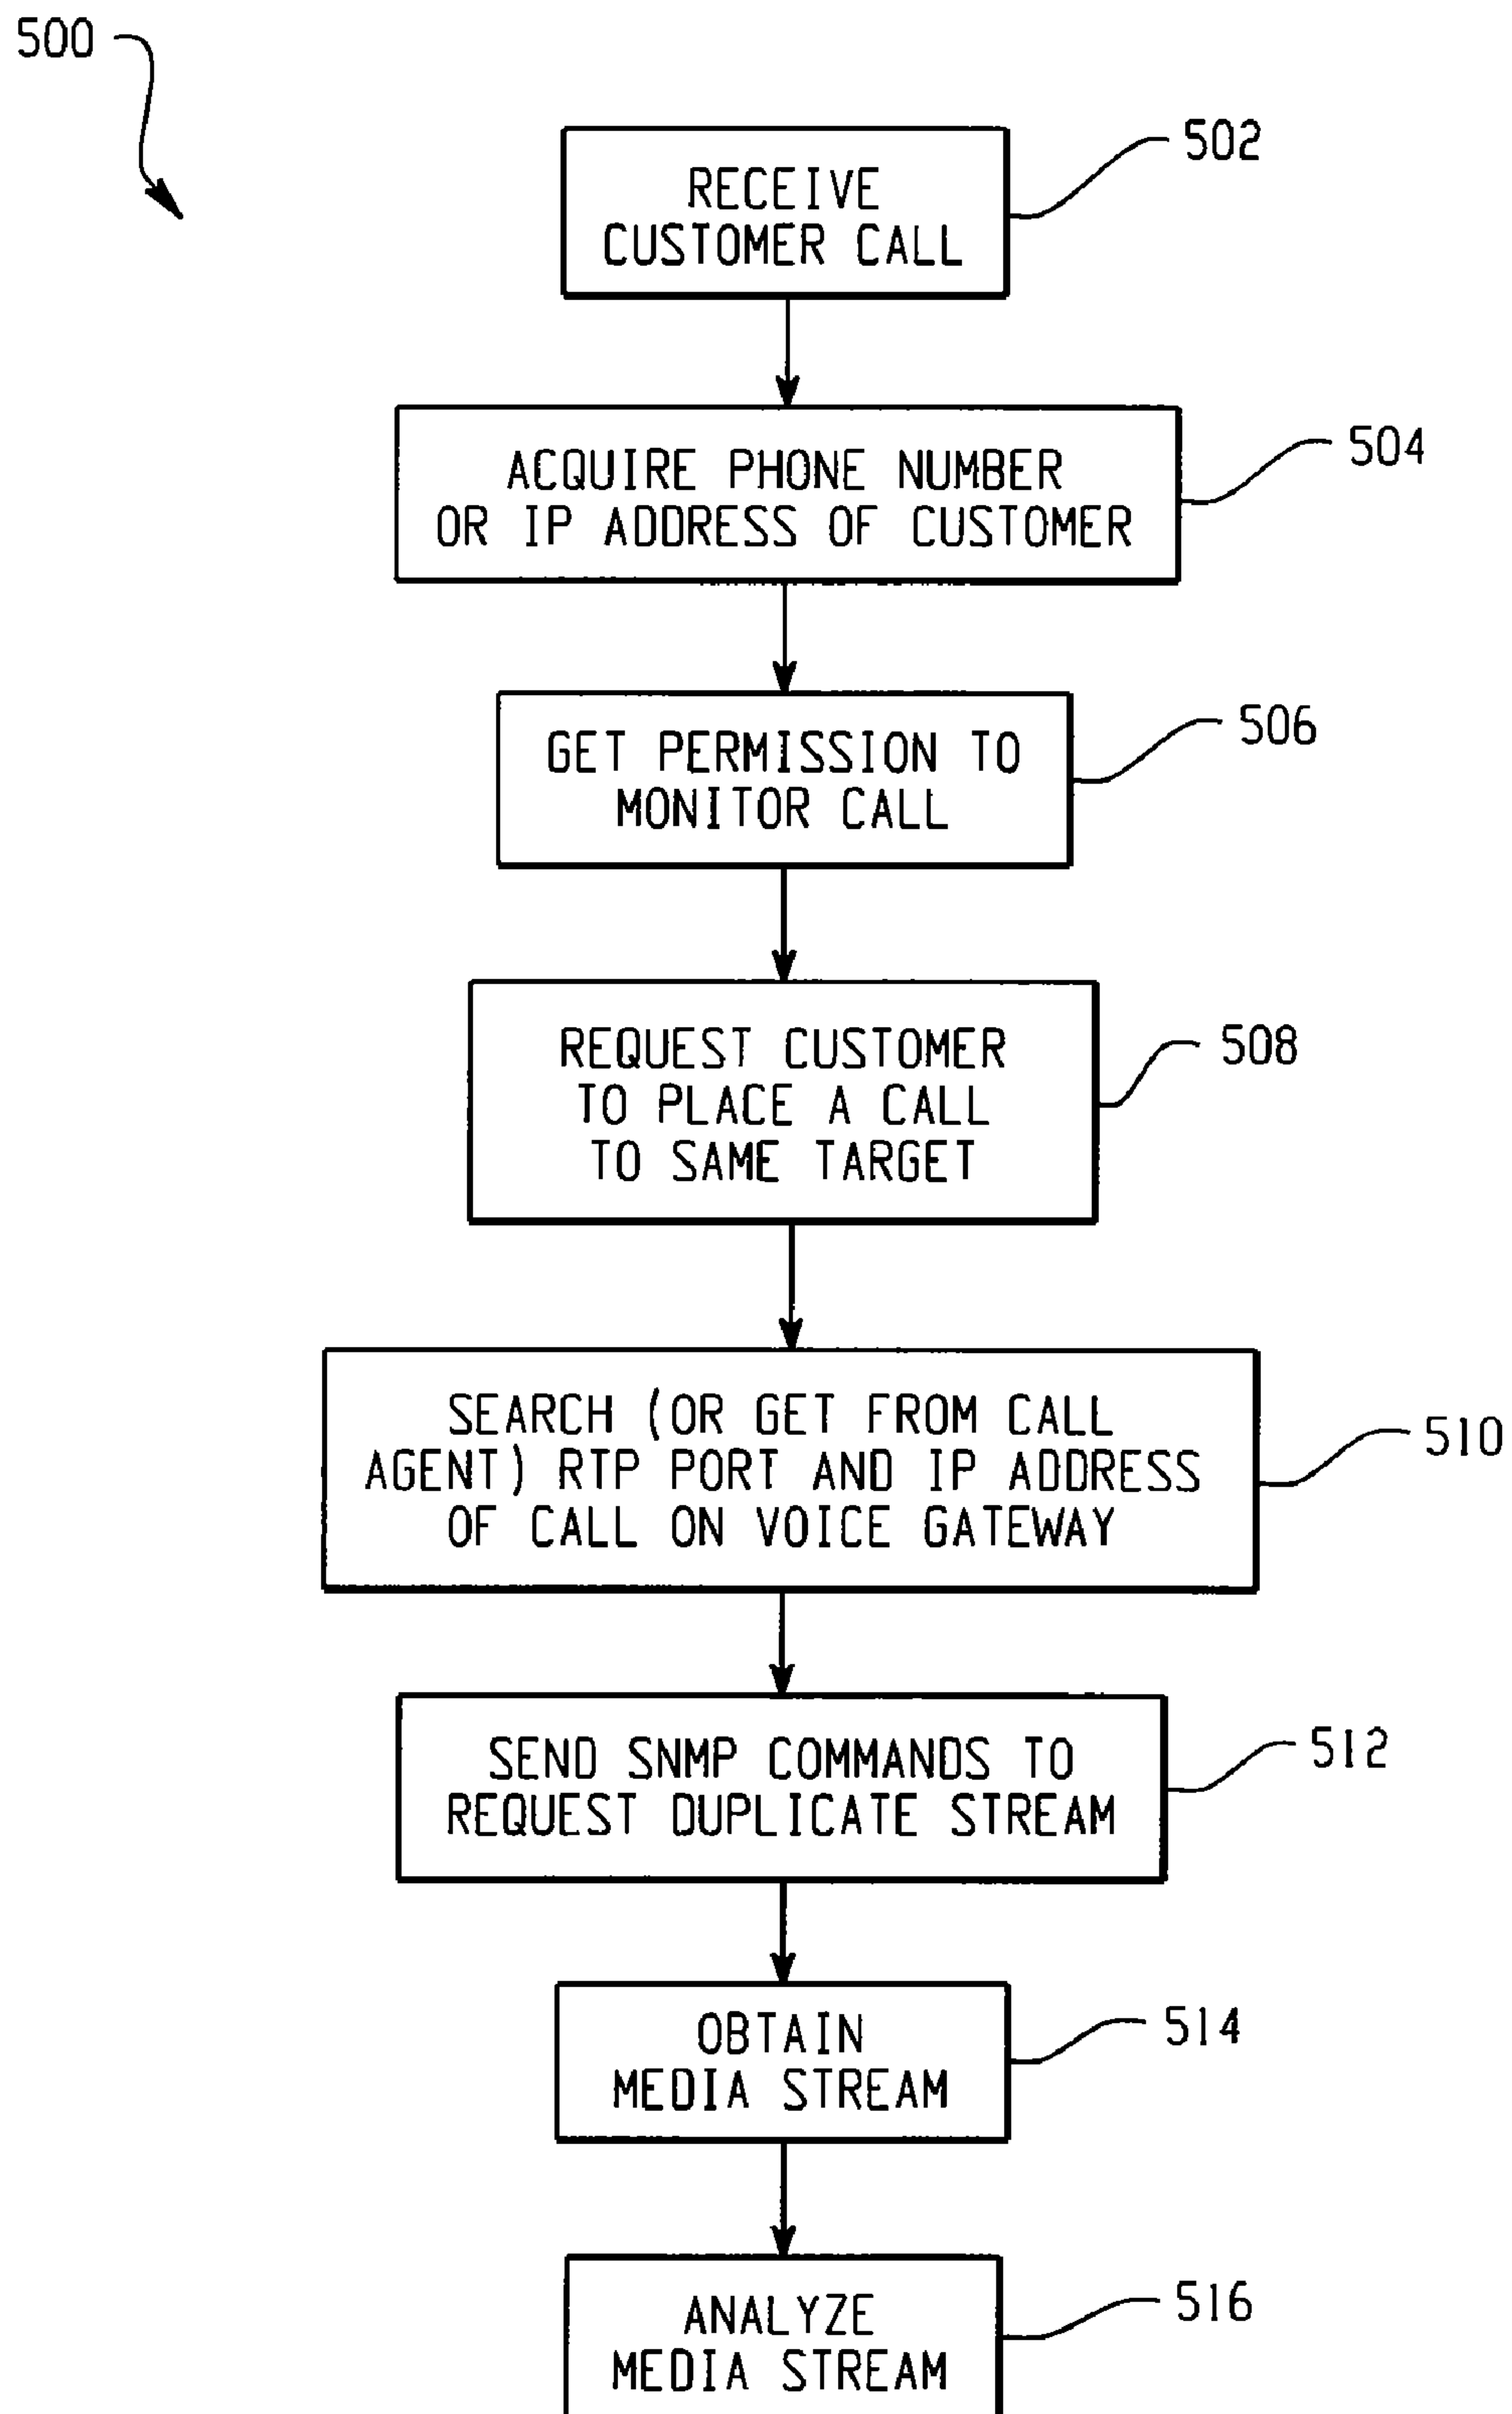 500
502
RECEIVE
CUSTOMER CALL
504
ACQUIRE PHONE NUMBER
OR IP ADDRESS OF CUSTOMER
506
GET PERMISSION TO
MONITOR CALL
508
REQUEST CUSTOMER
TO PLACE A CALL
TO SAME TARGET
510
SEARCH (OR GET FROM CALL
AGENT) RTP PORT AND IP ADDRESS
OF CALL ON VOICE GATEWAY
512
SEND SNMP COMMANDS TO
REQUEST DUPLICATE STREAM
514
OBTAIN
MEDIA STREAM
516
ANALYZE
MEDIA STREAM